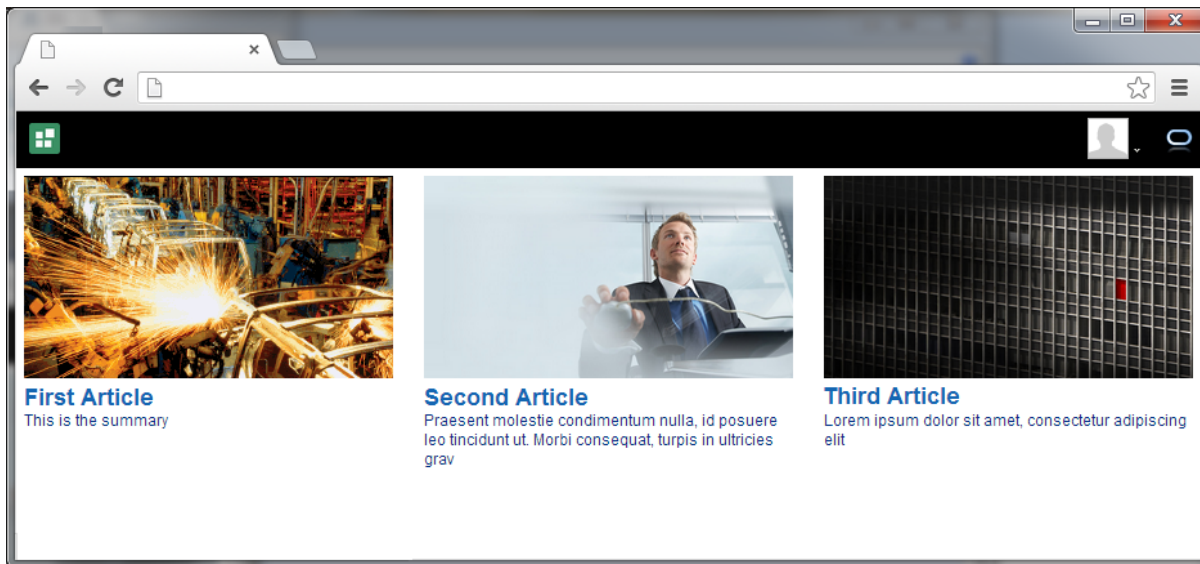 First Article
This is the summary
Second Article
Praesent molestie condimentum nulla, id posuere
leo tincidunt ut. Morbi consequat, turpis in ultricies
grav
Third Article
Lorem ipsum dolor sit amet, consectetur adipiscing
elit